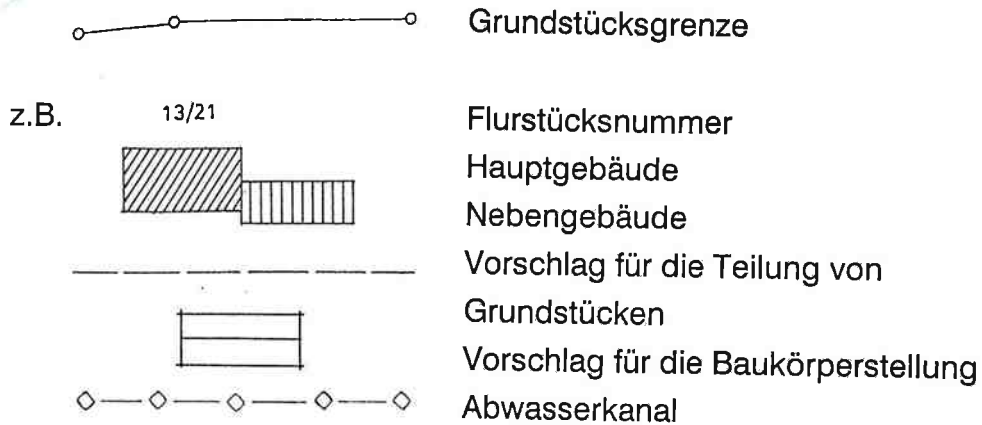 Grundstücksgrenze
z.B. 13/21 Flurstücksnummer
Hauptgebäude
Nebengebäude
Vorschlag für die Teilung von
Grundstücken
Vorschlag für die Baukörperstellung
Abwasserkanal